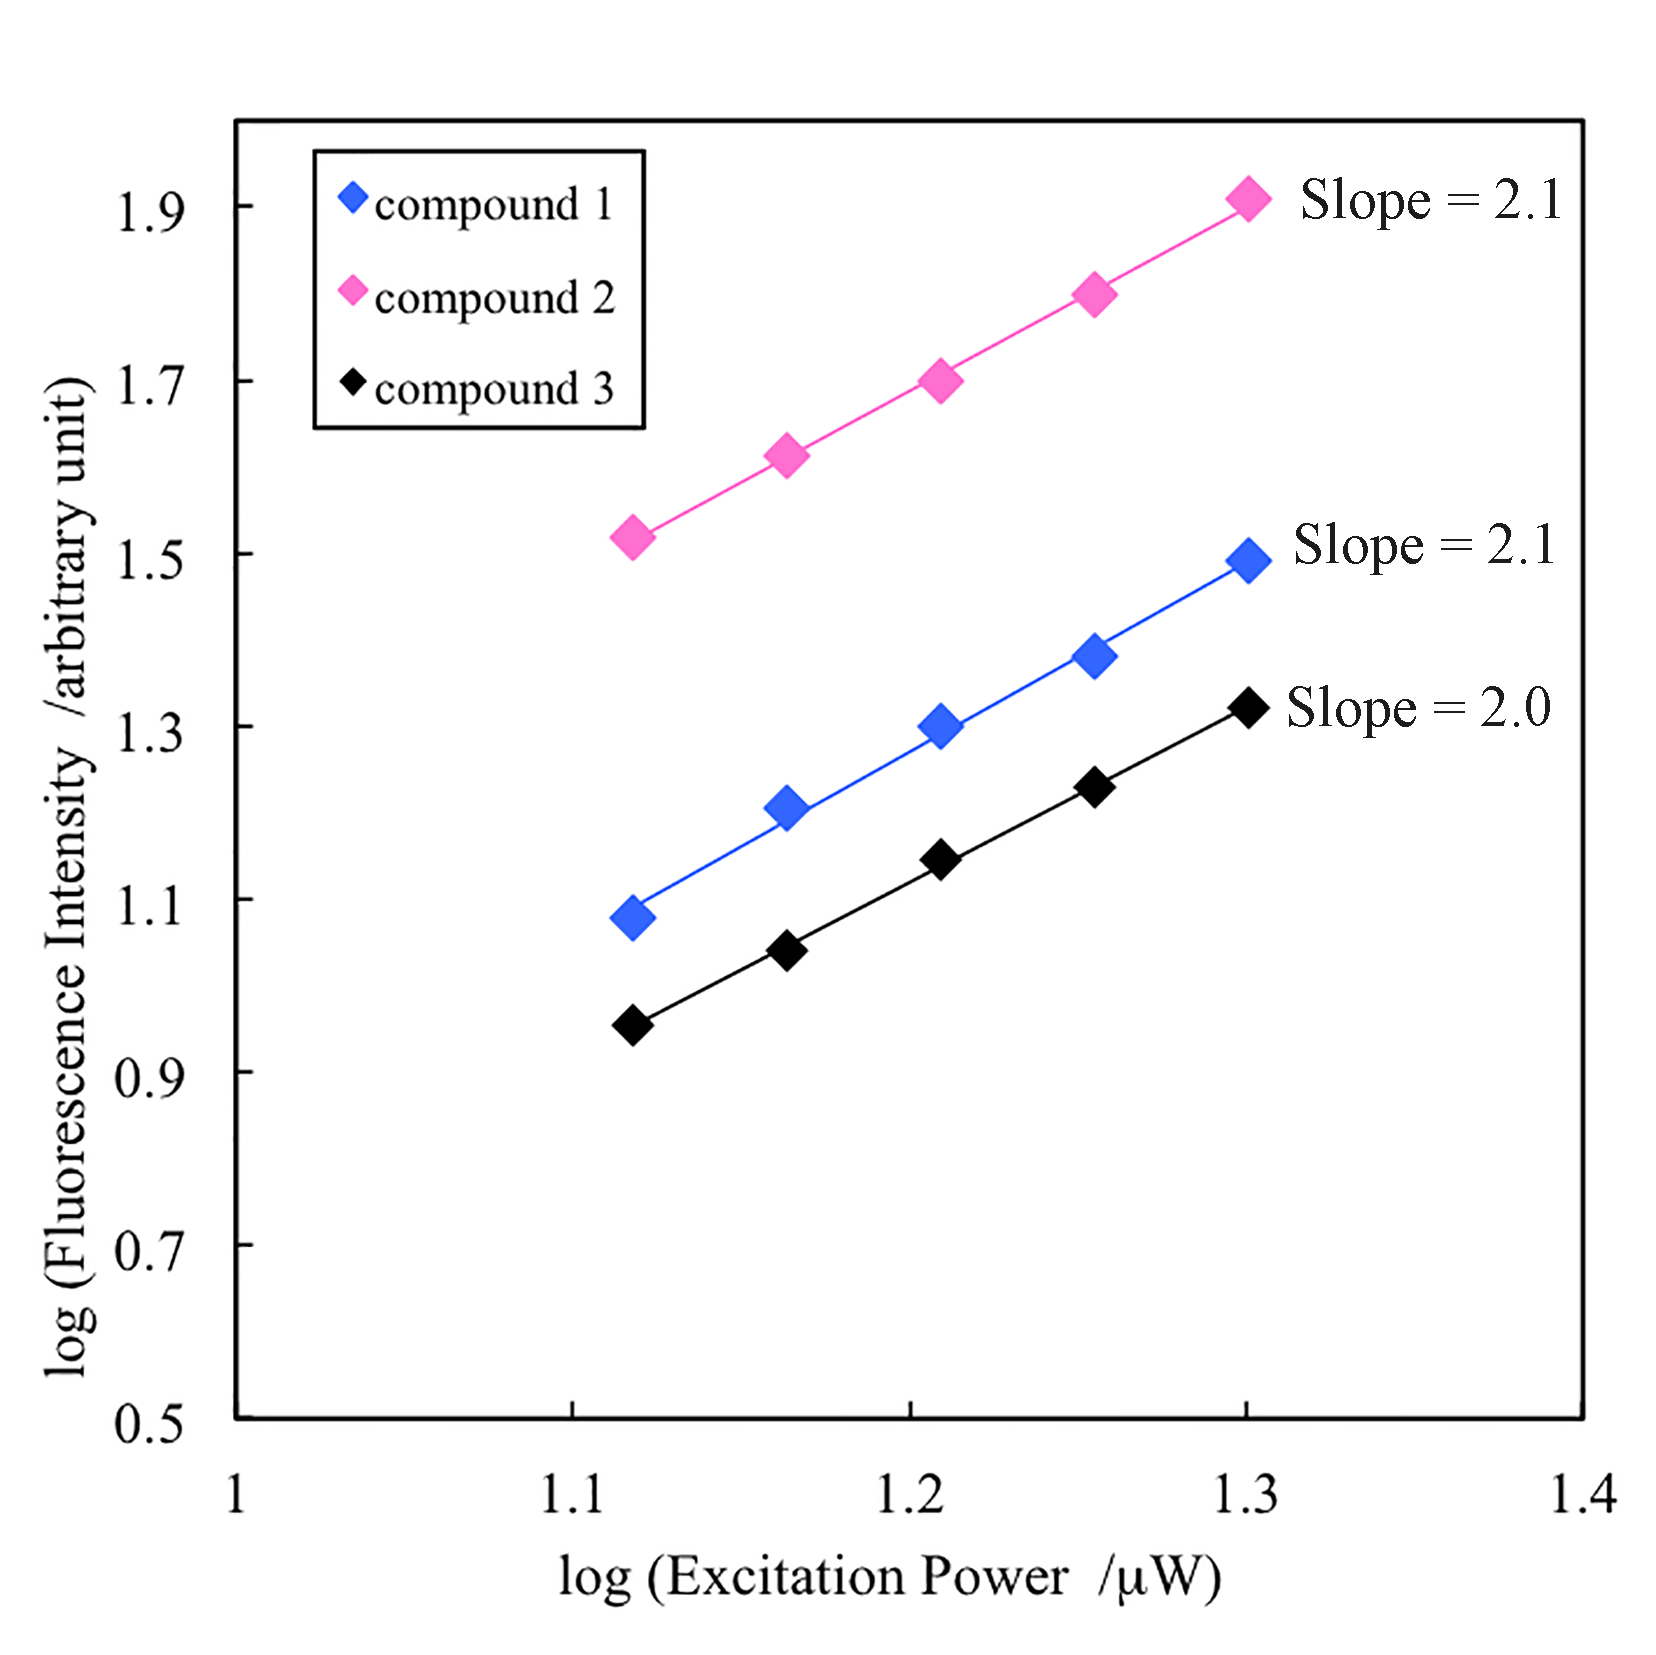 compound 1
compound 2
compound 3
Slope = 2.1
Slope = 2.1
Slope = 2.0
1.9
1.7
1.5
1.3
1.1
0.9
0.7
0.5
log (Fluorescence Intensity /arbitrary unit)
1 1.1 1.2 1.3 1.4
log (Excitation Power /μW)